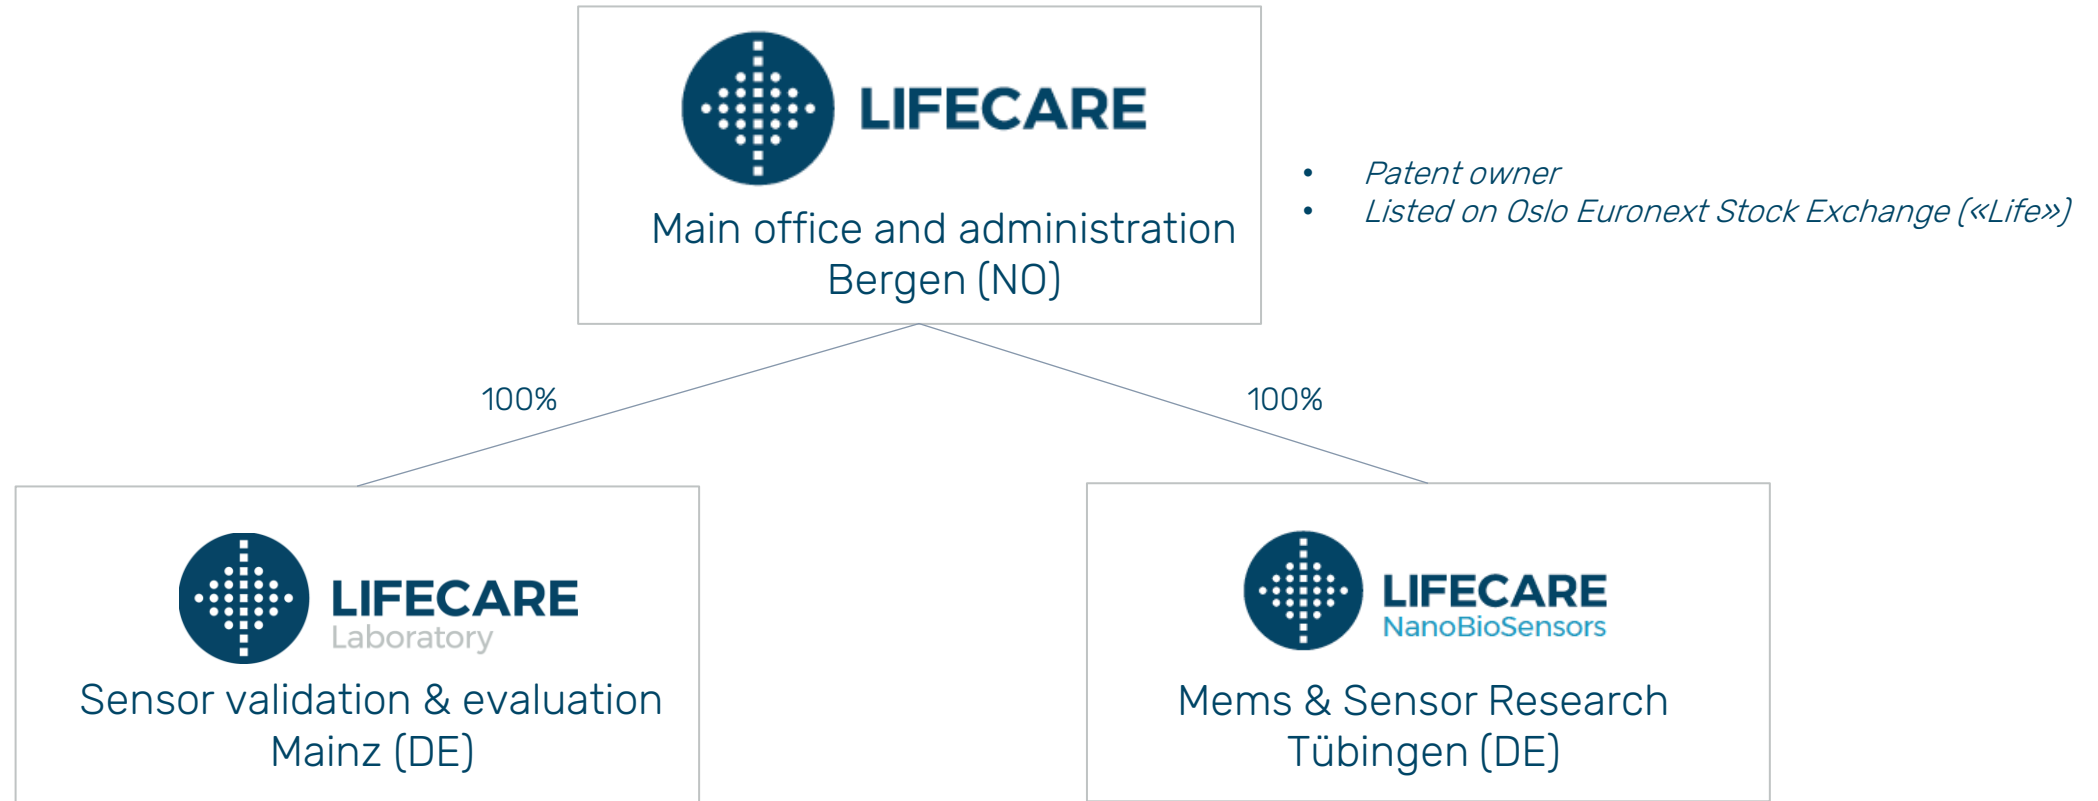 LIFECARE
Main office and administration
Bergen (NO)
• Patent owner
• Listed on Oslo Euronext Stock Exchange («Life»)
100%
100%
LIFECARE
Laboratory
Sensor validation & evaluation
Mainz (DE)
LIFECARE
NanoBioSensors
Mems & Sensor Research
Tübingen (DE)